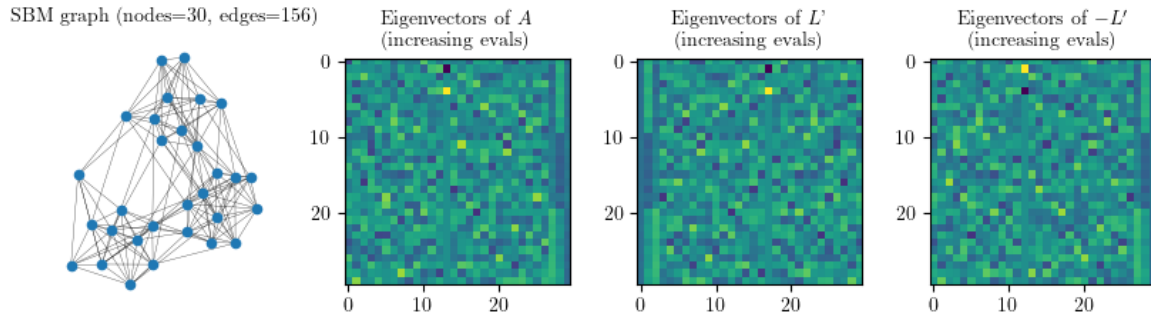 SBM graph (nodes=30, edges=156)
Eigenvectors of A
(increasing evals)
0
10
20
0
10
20
Eigenvectors of L'
(increasing evals)
0
10
20
0
10
20
Eigenvectors of −L′
(increasing evals)
0
10
20
0
10
20